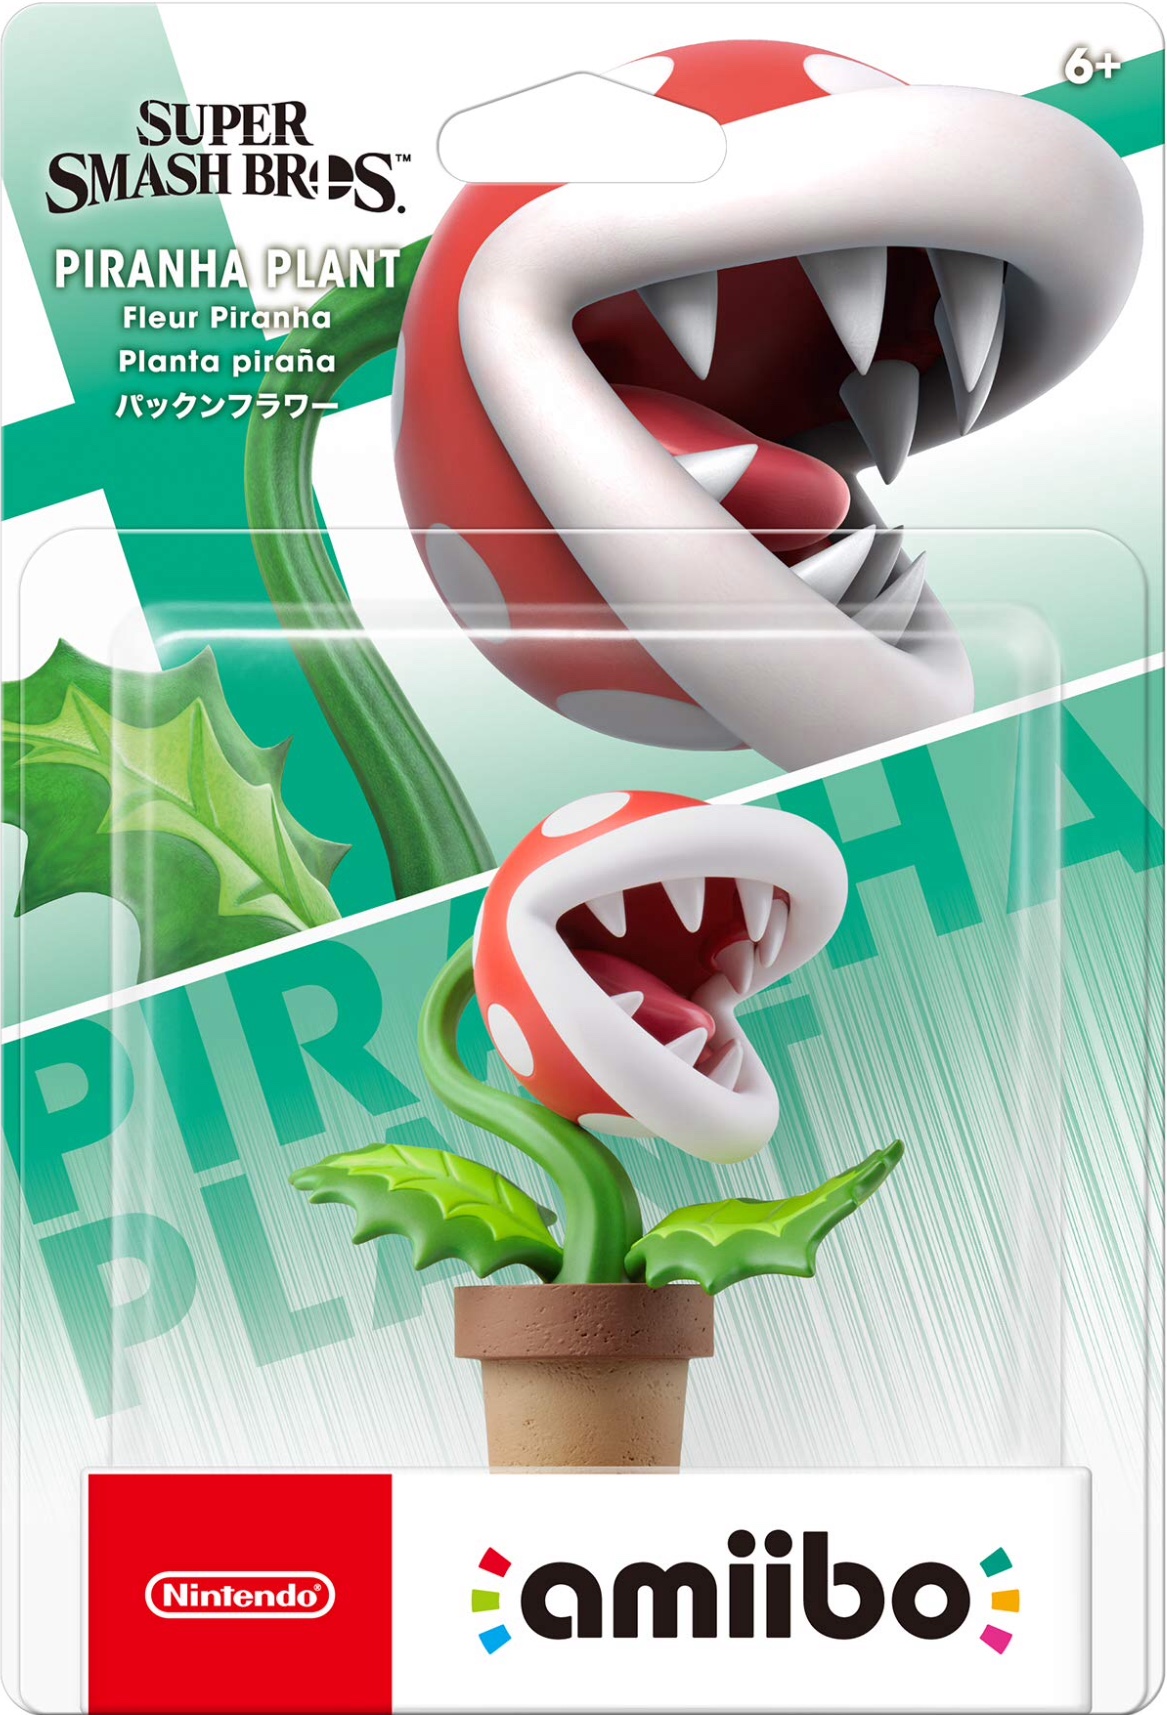 6+
SUPER
SMASH BROS.™
PIRANHA PLANT
Fleur Piranha
Planta piraña
パックンフラワー
PIRANHA
PLANT
Nintendo®
amiibo